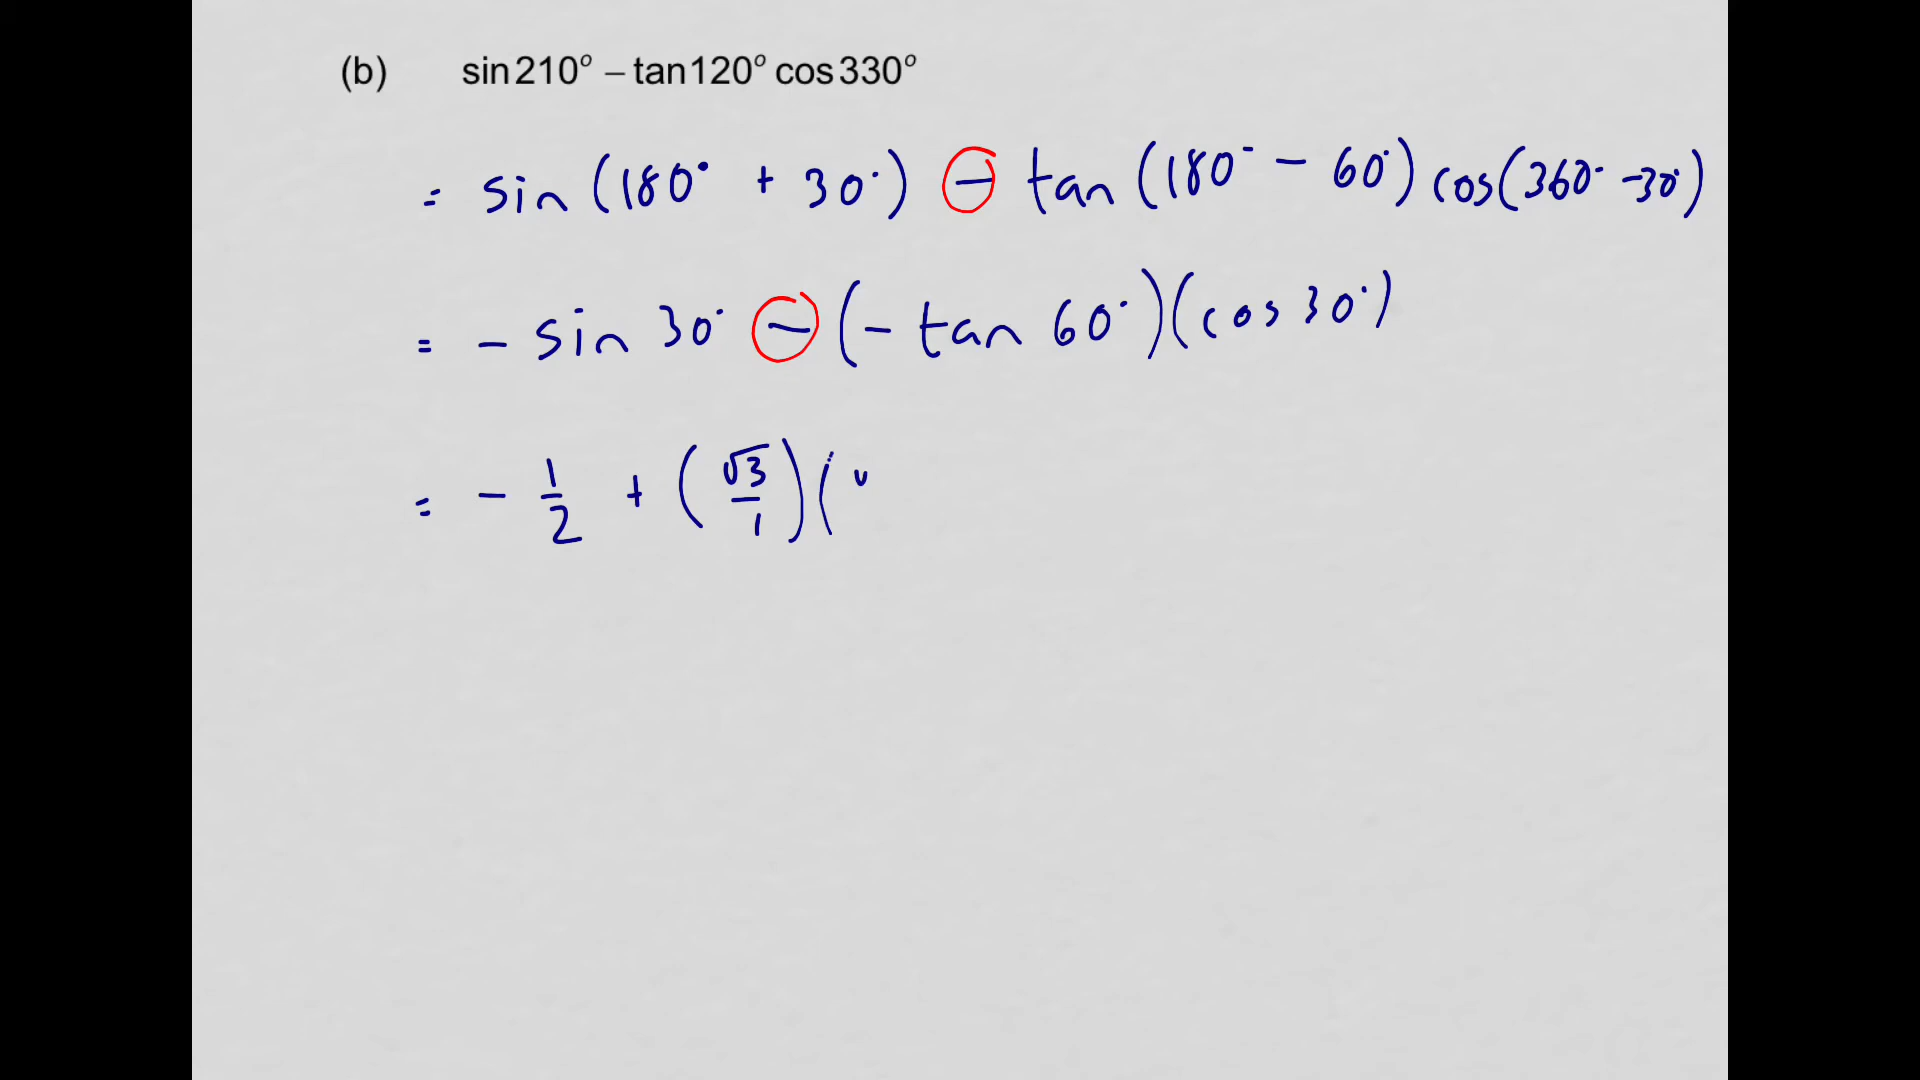 (b) sin210° – tan120° cos330°
= sin (180° + 30°) – tan (180° – 60°) cos(360° – 30°)
= – sin 30° – (– tan 60°)(cos 30°)
= – 1/2 + (√3/1)(